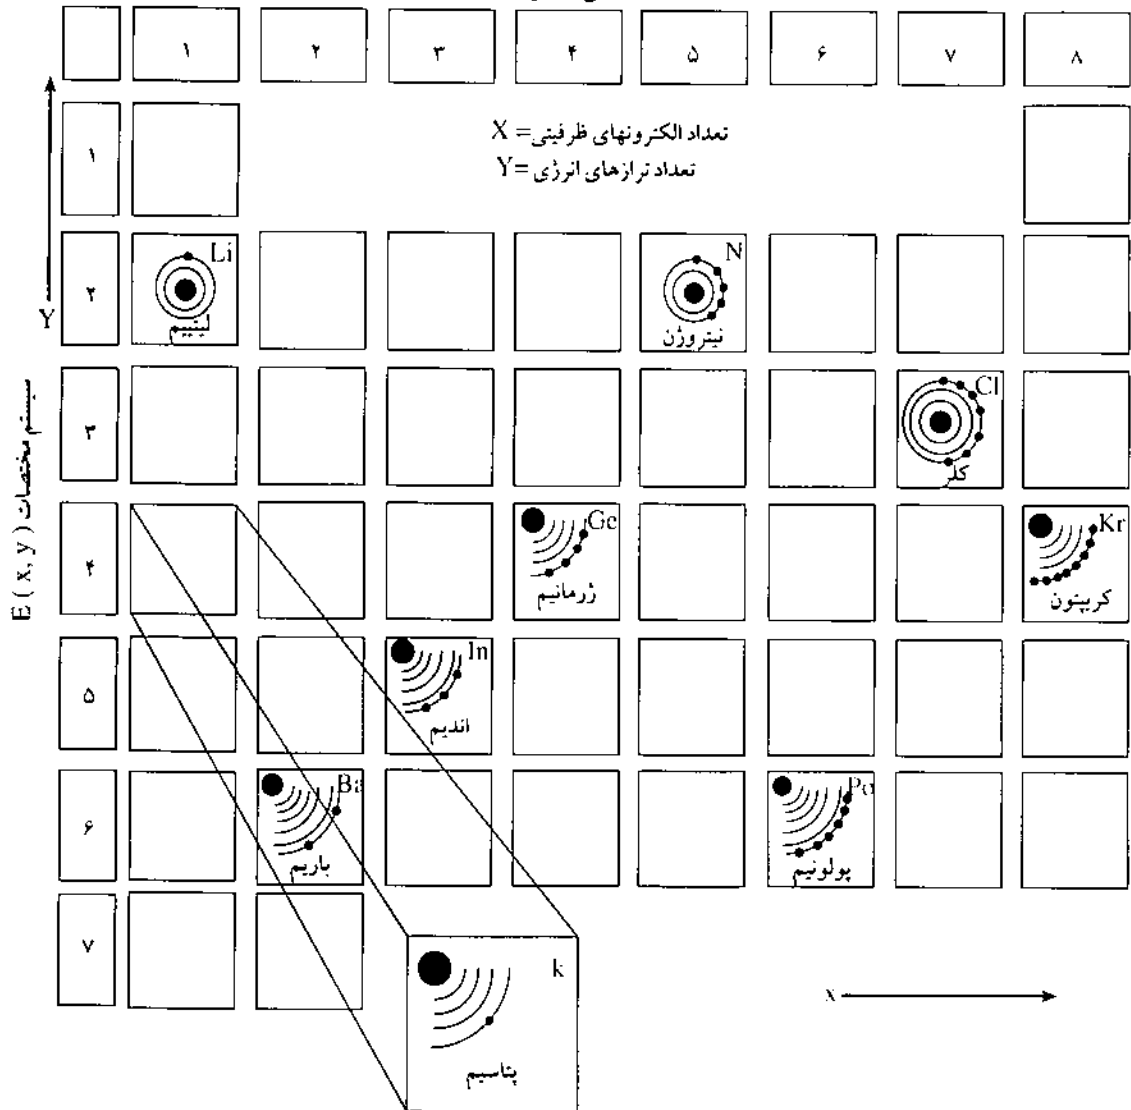 ۱ ۲ ۳ ۴ ۵ ۶ ۷ ۸
تعداد الکترونهای ظرفیتی= X
تعداد ترازهای انرژی= Y
۱
Y
۲
Li
لیتیم
N
نیتروژن
سیستم مختصات E ( x, y )
۳
Cl
کلر
۴
Ge
ژرمانیم
Kr
کریپتون
۵
In
اندیم
۶
Ba
باریم
Po
پولونیم
۷
k
پتاسیم
x